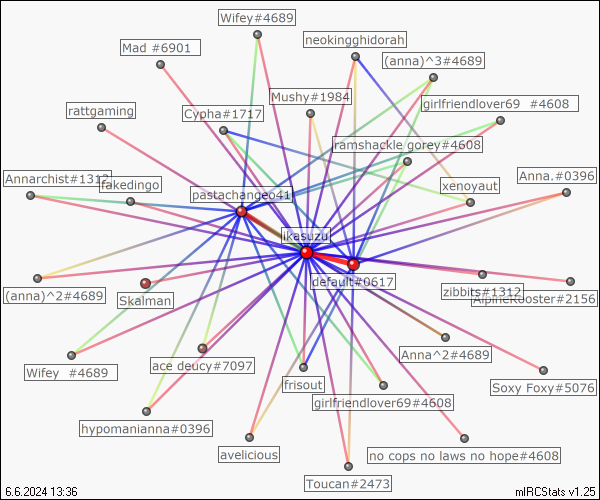 Wifey#4689
neokingghidorah
Mad #6901
(anna)^3#4689
Mushy#1984
girlfriendlover69 #4608
rattgaming
Cypha#1717
ramshackle gorey#4608
Annarchist#1312
fakedingo
pastachangeo41
xenoyaut
Anna.#0396
ikasuzu
(anna)^2#4689
Skalman
default#0617
zibbits#1312
AlpineRooster#2156
Wifey #4689
ace deucy#7097
Anna^2#4689
frisout
Soxy Foxy#5076
girlfriendlover69#4608
hypomanianna#0396
avelicious
no cops no laws no hope#4608
Toucan#2473
6.6.2024 13:36
mIRCStats v1.25